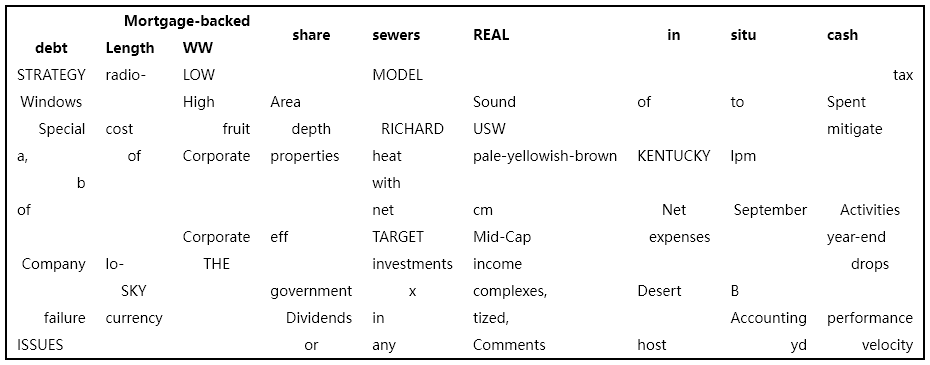 Mortgage-backed share sewers REAL in situ cash
debt Length WW
STRATEGY radio- LOW MODEL tax
Windows High Area Sound of to Spent
Special cost fruit depth RICHARD USW mitigate
a, of Corporate properties heat pale-yellowish-brown KENTUCKY lpm
b with
of net cm Net September Activities
Corporate eff TARGET Mid-Cap expenses year-end
Company lo- THE investments income drops
SKY government x complexes, Desert B
failure currency Dividends in tized, Accounting performance
ISSUES or any Comments host yd velocity